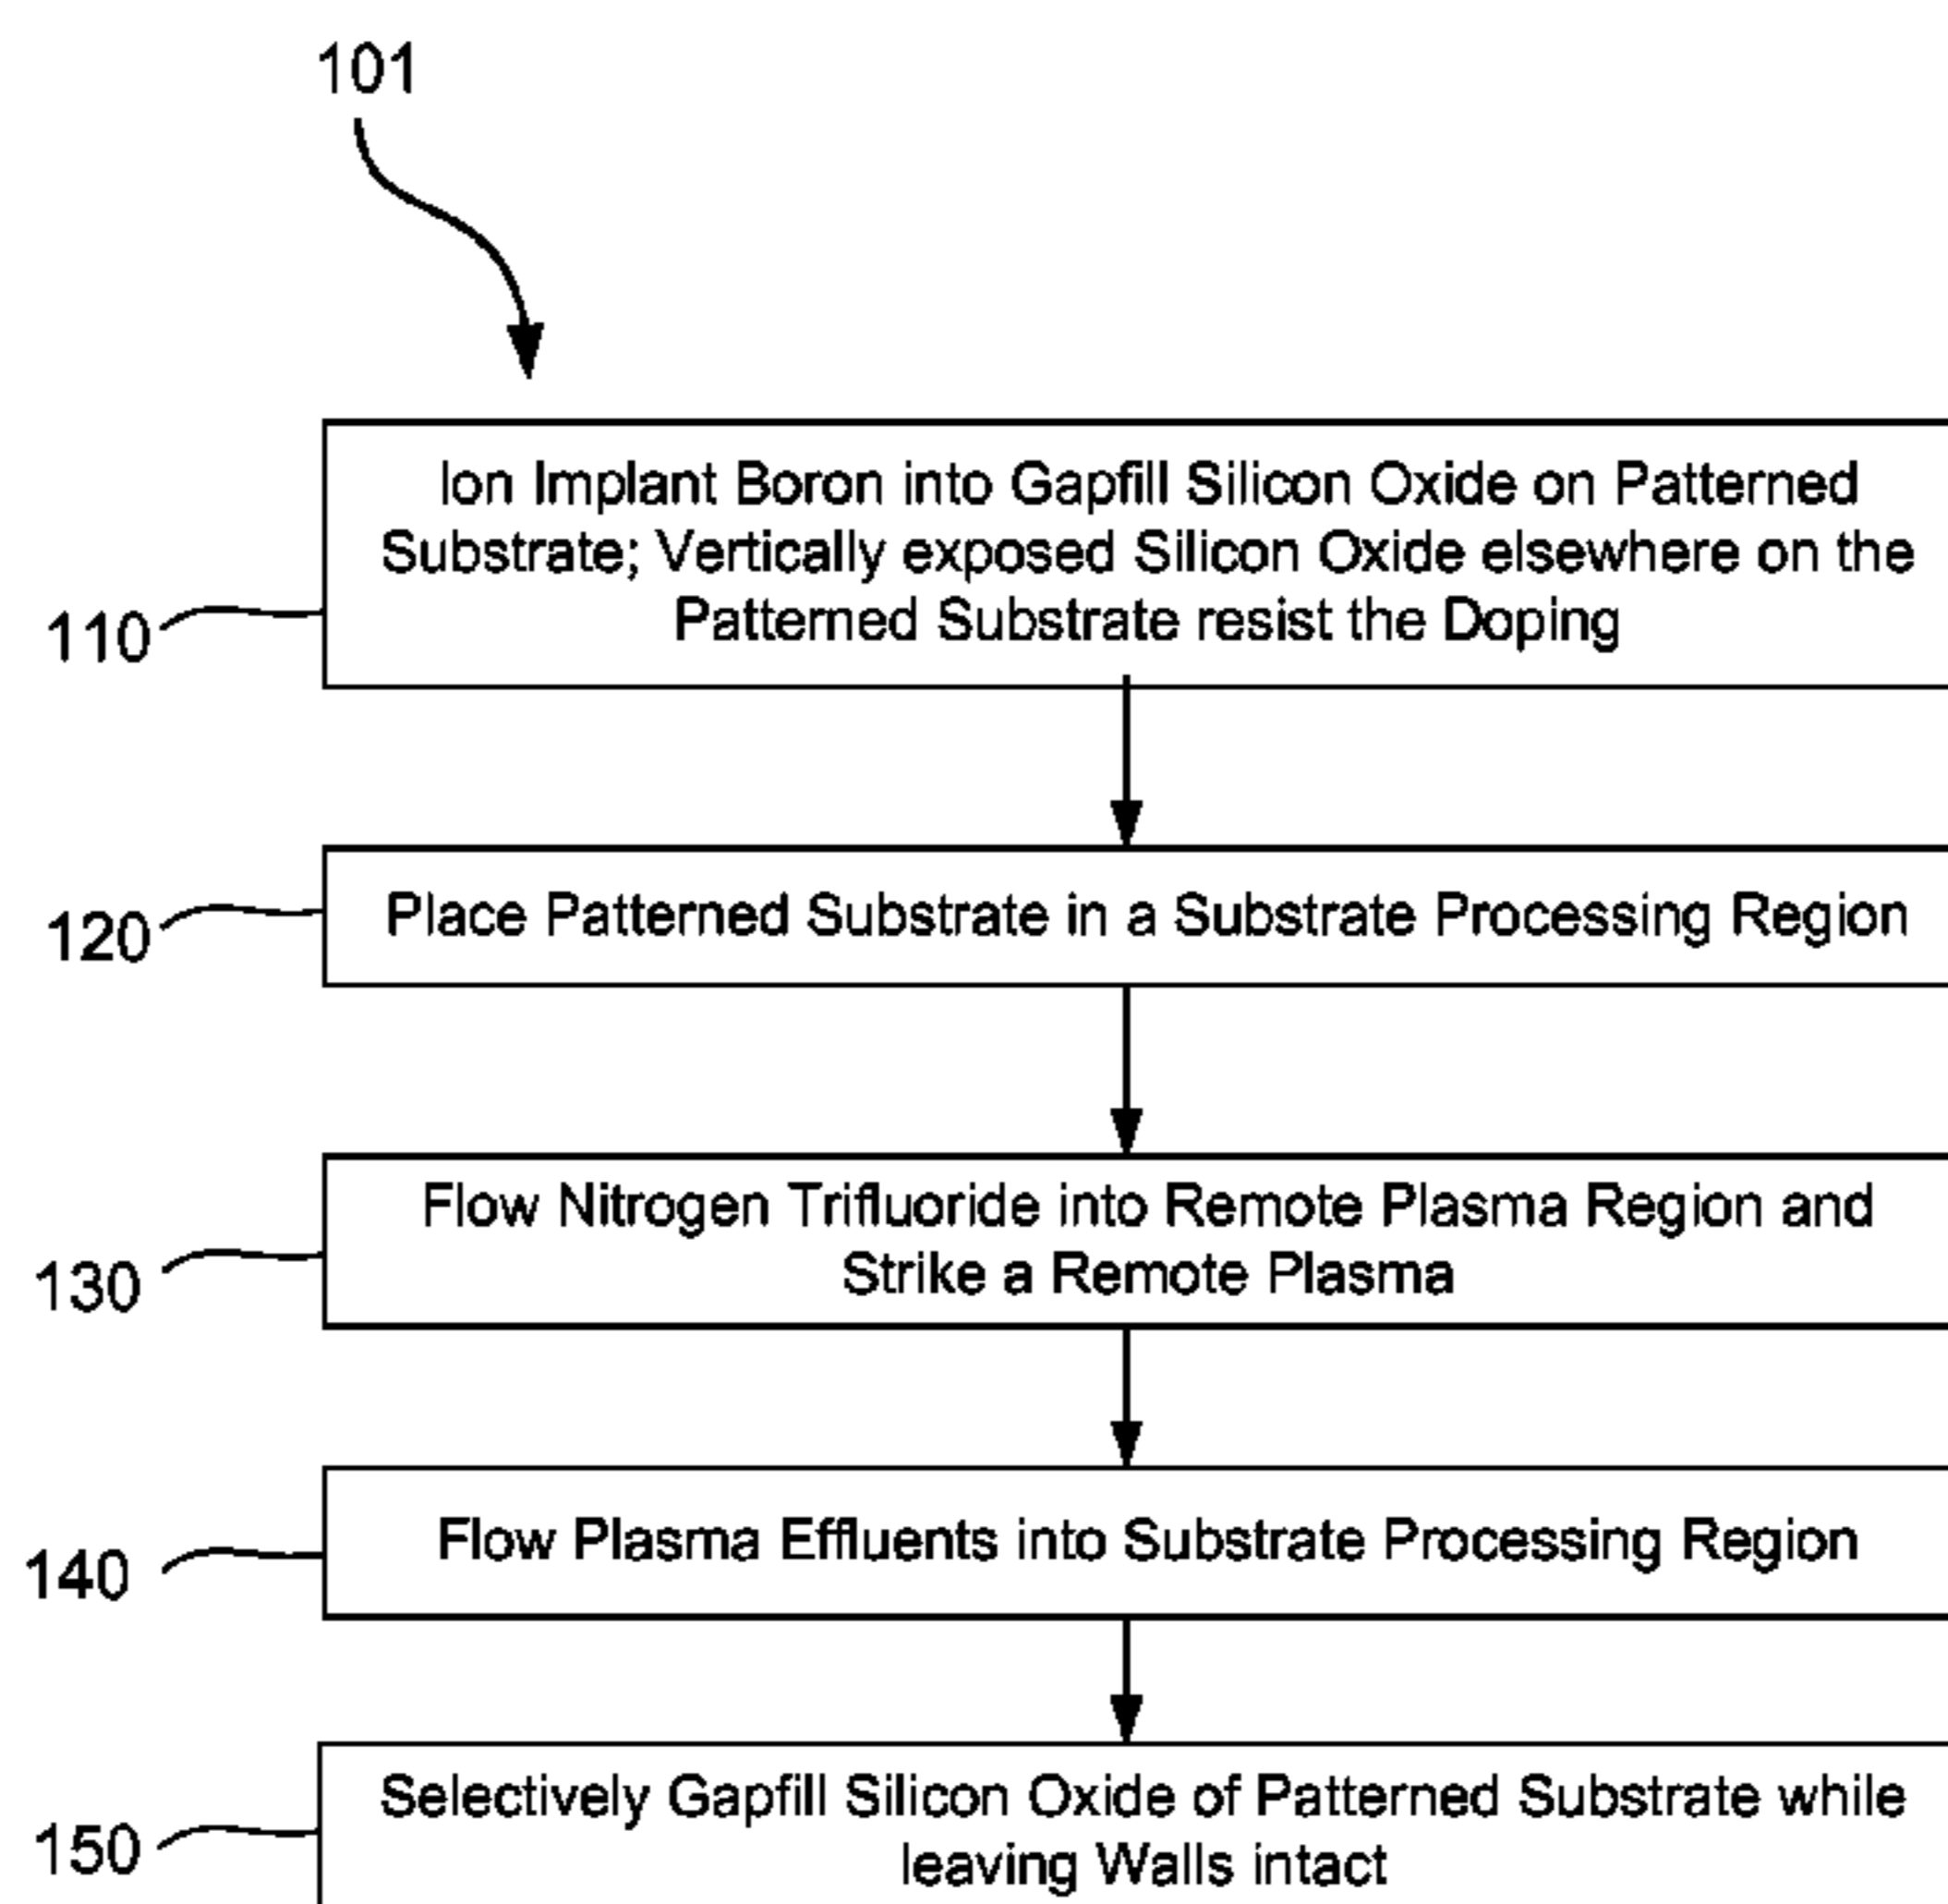 101
Ion Implant Boron into Gapfill Silicon Oxide on Patterned
Substrate; Vertically exposed Silicon Oxide elsewhere on the
Patterned Substrate resist the Doping
110
Place Patterned Substrate in a Substrate Processing Region
120
Flow Nitrogen Trifluoride into Remote Plasma Region and
Strike a Remote Plasma
130
Flow Plasma Effluents into Substrate Processing Region
140
Selectively Gapfill Silicon Oxide of Patterned Substrate while
leaving Walls intact
150